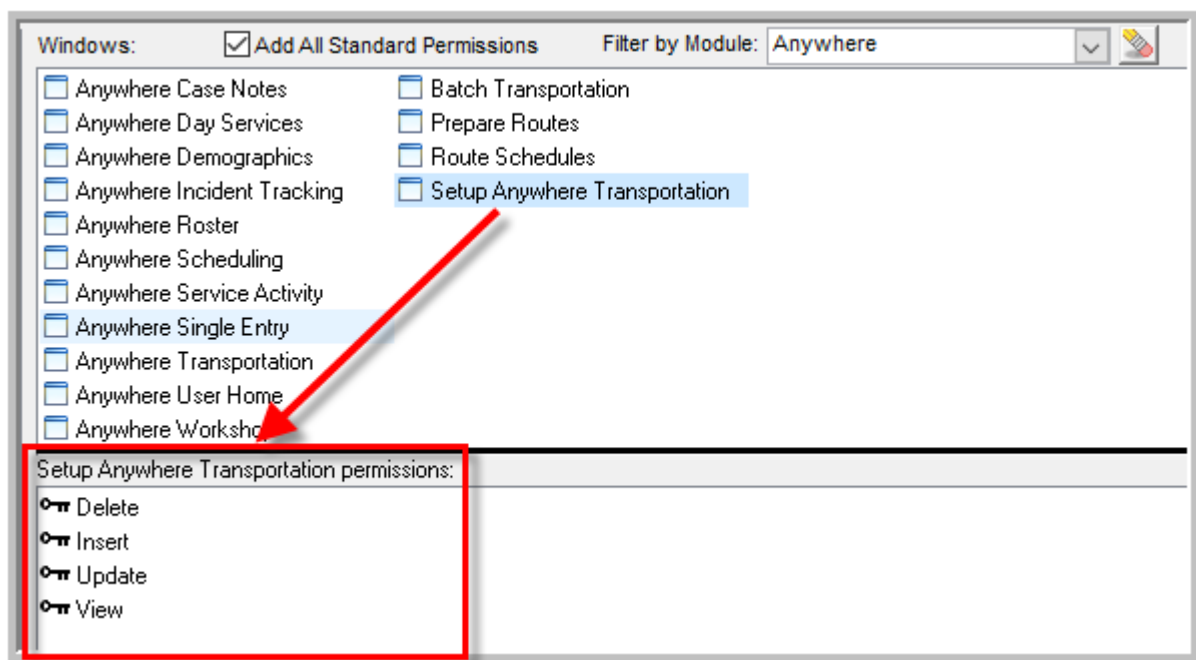 Windows: Add All Standard Permissions Filter by Module: Anywhere
Anywhere Case Notes
Anywhere Day Services
Anywhere Demographics
Anywhere Incident Tracking
Anywhere Roster
Anywhere Scheduling
Anywhere Service Activity
Anywhere Single Entry
Anywhere Transportation
Anywhere User Home
Anywhere Workshop
Batch Transportation
Prepare Routes
Route Schedules
Setup Anywhere Transportation
Setup Anywhere Transportation permissions:
Delete
Insert
Update
View